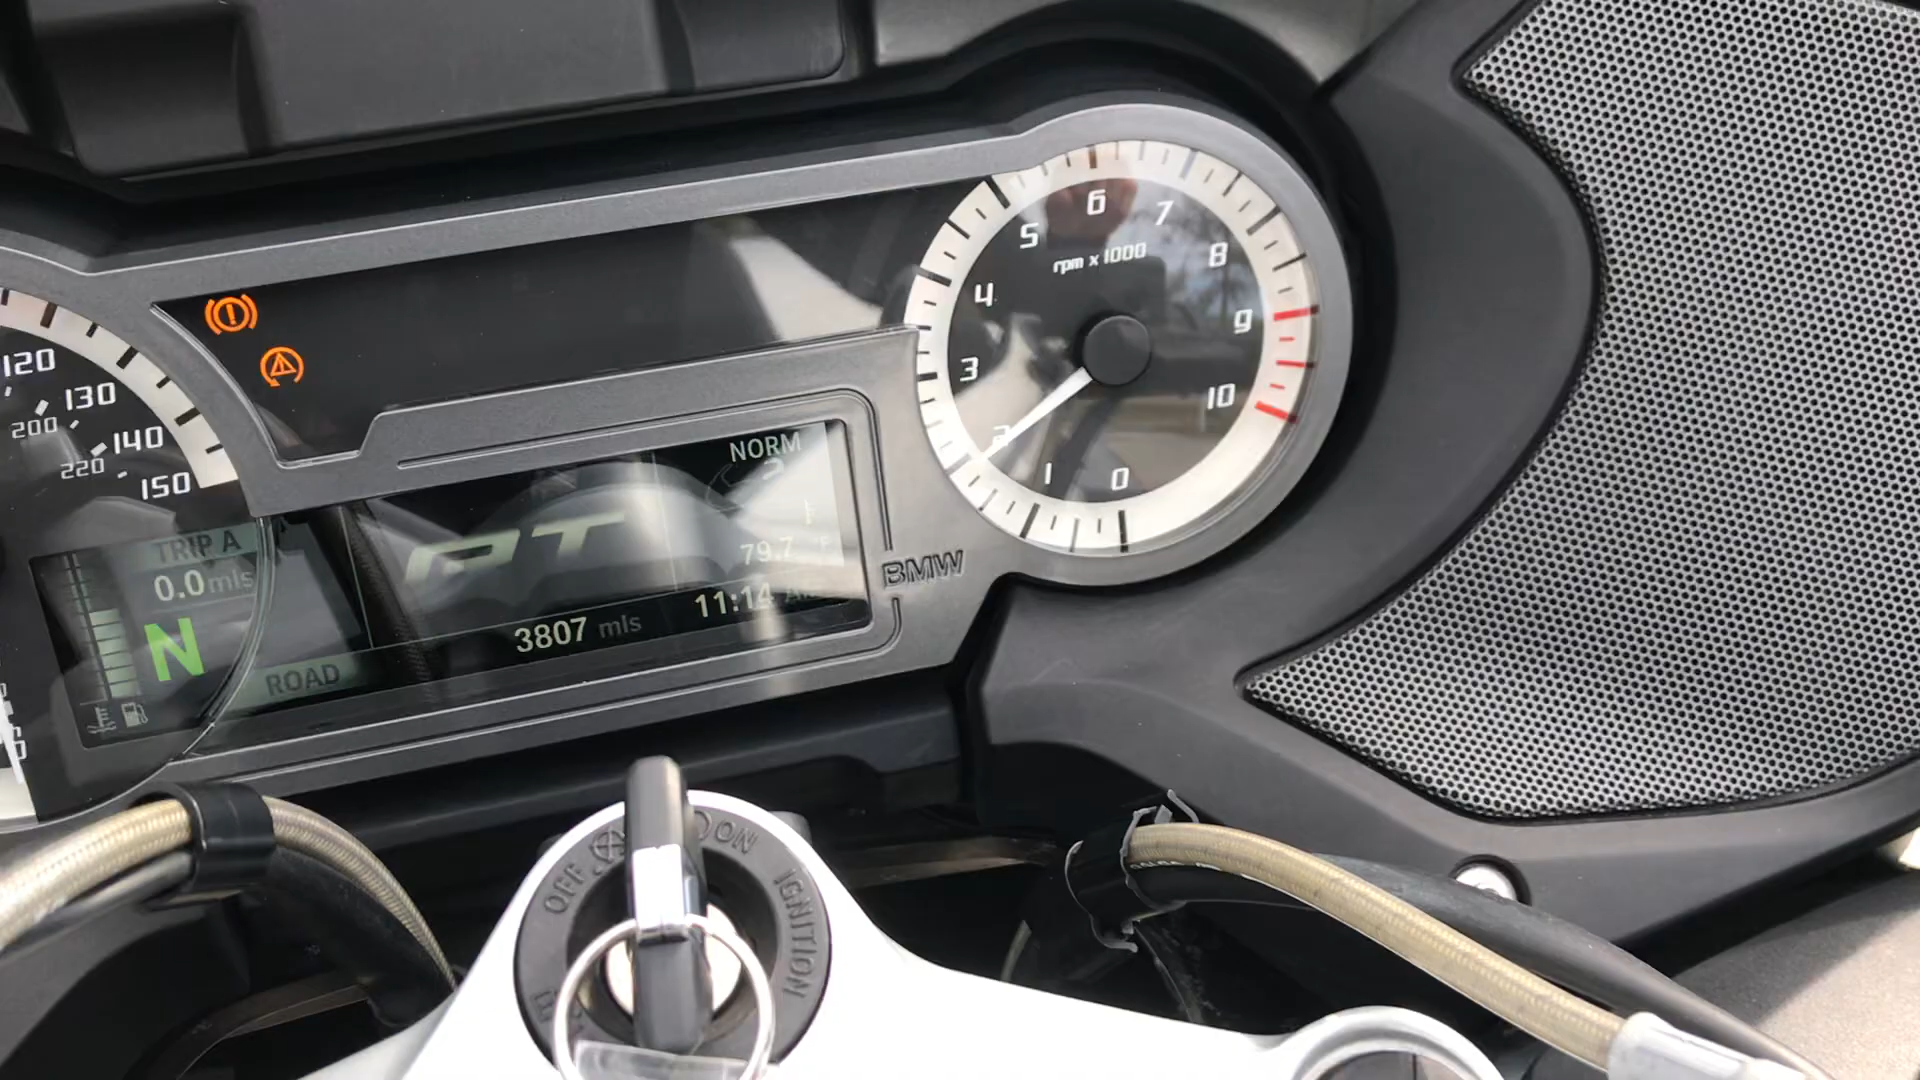 120
130
200
140
220
150
TRIP A
0.0 mls
N
ROAD
RT
NORM
79.7 °F
3807 mls
11:14
BMW
rpm x 1000
0
1
2
3
4
5
6
7
8
9
10
OFF
ON
IGNITION